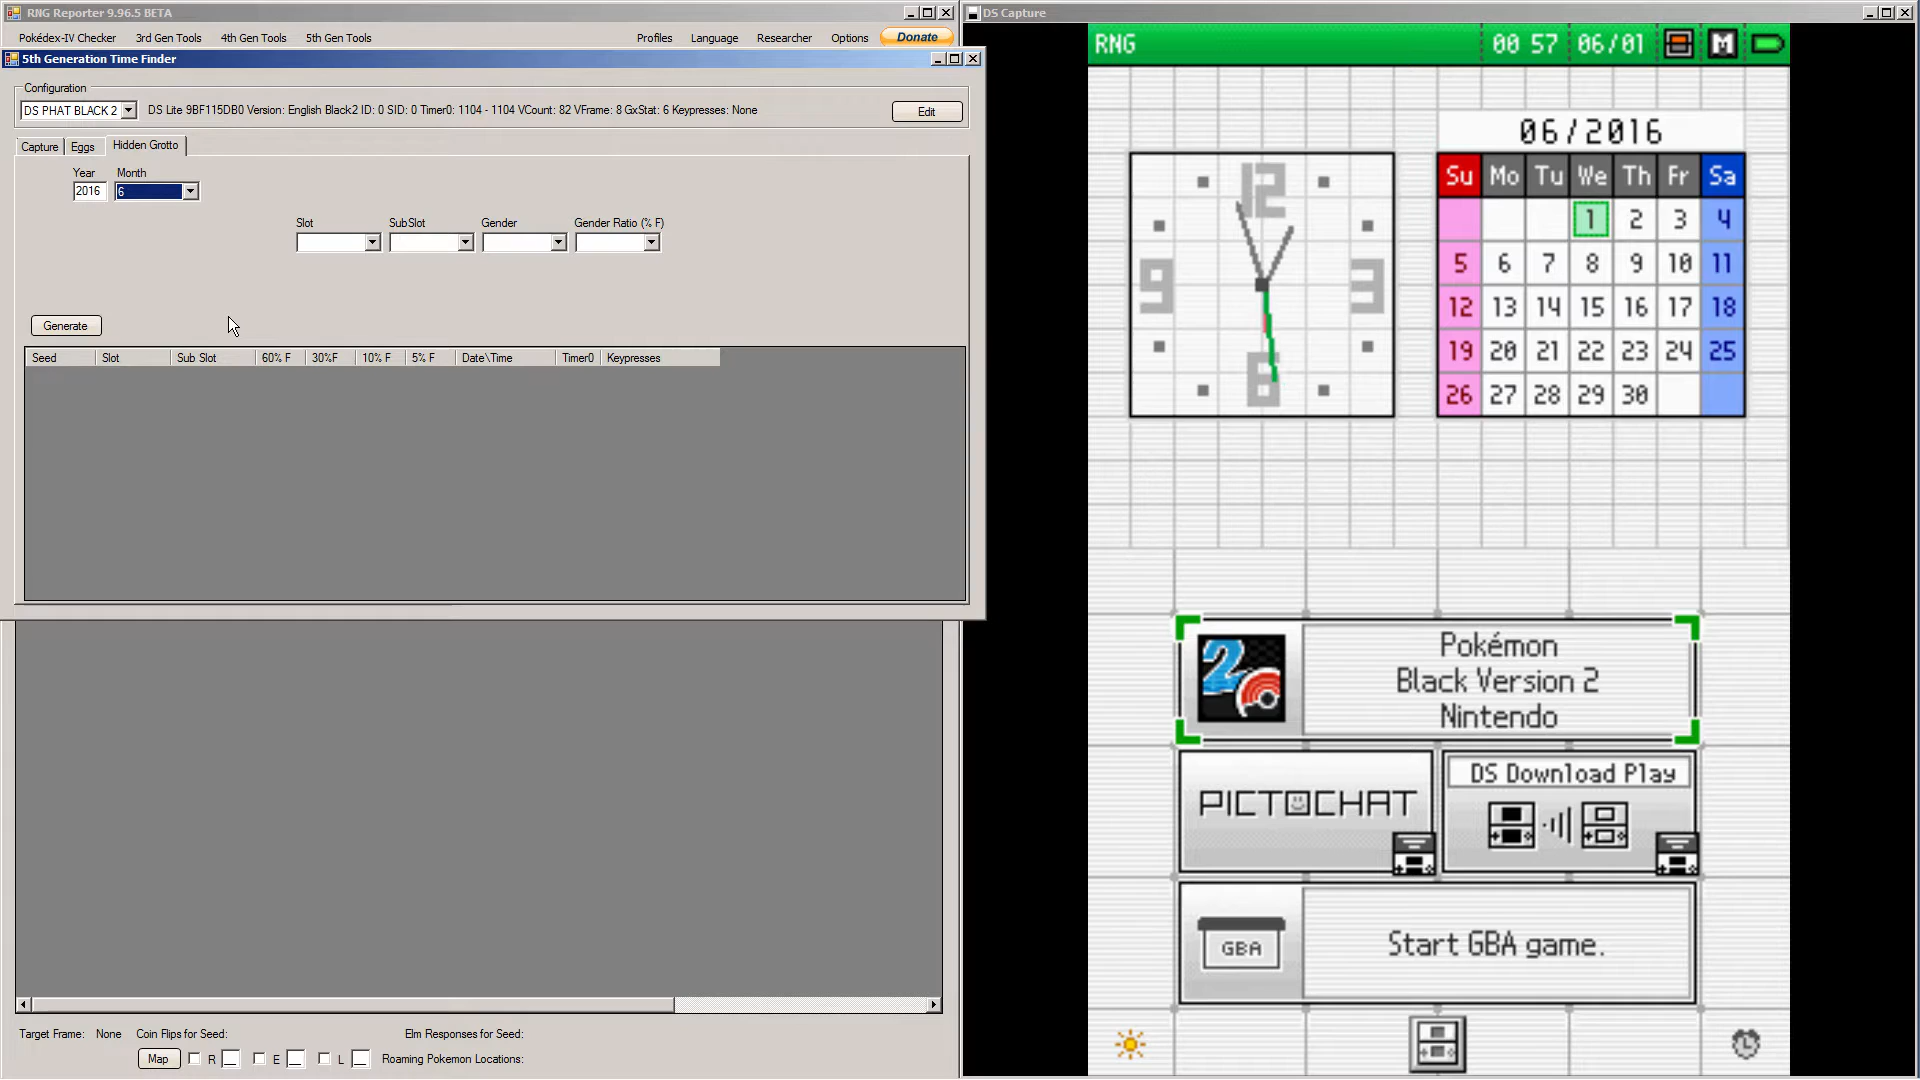 RNG Reporter 9.96.5 BETA
Pokédex-IV Checker 3rd Gen Tools 4th Gen Tools 5th Gen Tools Profiles Language Researcher Options Donate
5th Generation Time Finder
Configuration
DS PHAT BLACK 2 DS Lite 9BF115DB0 Version: English Black2 ID: 0 SID: 0 Timer0: 1104 - 1104 VCount: 82 VFrame: 8 GxStat: 6 Keypresses: None Edit
Capture Eggs Hidden Grotto
Year Month
2016 6
Slot SubSlot Gender Gender Ratio (% F)
Generate
Seed Slot Sub Slot 60% F 30%F 10% F 5% F Date\Time Timer0 Keypresses
Target Frame: None Coin Flips for Seed: Elm Responses for Seed:
Map R E L Roaming Pokemon Locations:
DS Capture
RNG 00 57 06/01 M
06/2016
12
3
6
9
Su Mo Tu We Th Fr Sa
1 2 3 4
5 6 7 8 9 10 11
12 13 14 15 16 17 18
19 20 21 22 23 24 25
26 27 28 29 30
2
Pokémon
Black Version 2
Nintendo
PICTOCHAT
DS Download Play
GBA
Start GBA game.